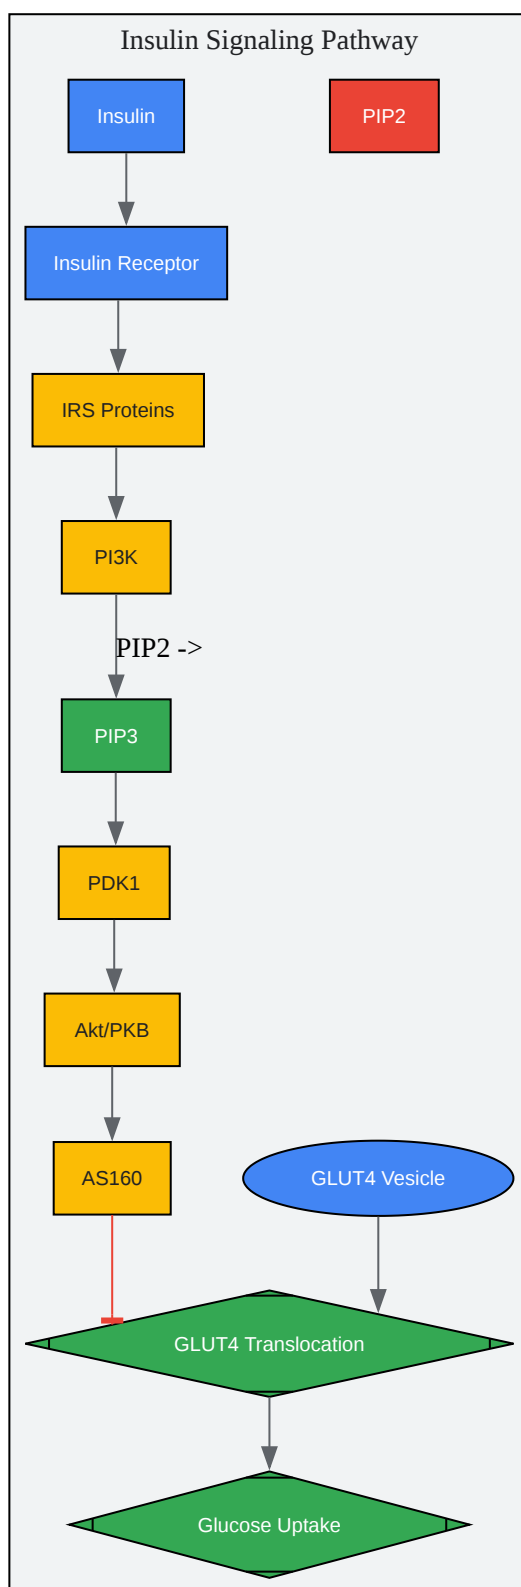 Insulin Signaling Pathway
Insulin
PIP2
Insulin Receptor
IRS Proteins
PI3K
PIP2 ->
PIP3
PDK1
Akt/PKB
AS160
GLUT4 Vesicle
GLUT4 Translocation
Glucose Uptake